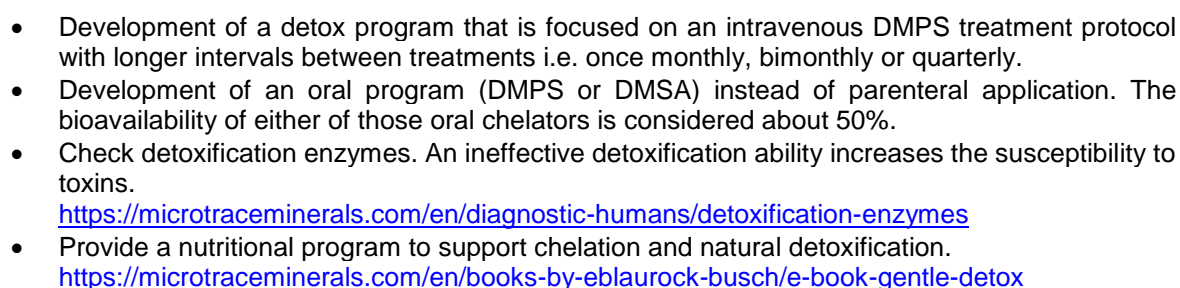 • Development of a detox program that is focused on an intravenous DMPS treatment protocol
with longer intervals between treatments i.e. once monthly, bimonthly or quarterly.
• Development of an oral program (DMPS or DMSA) instead of parenteral application. The
bioavailability of either of those oral chelators is considered about 50%.
• Check detoxification enzymes. An ineffective detoxification ability increases the susceptibility to
toxins.
https://microtraceminerals.com/en/diagnostic-humans/detoxification-enzymes
• Provide a nutritional program to support chelation and natural detoxify.
https://microtraceminerals.com/en/books-by-eblaurock-busch/e-book-gentle-detox